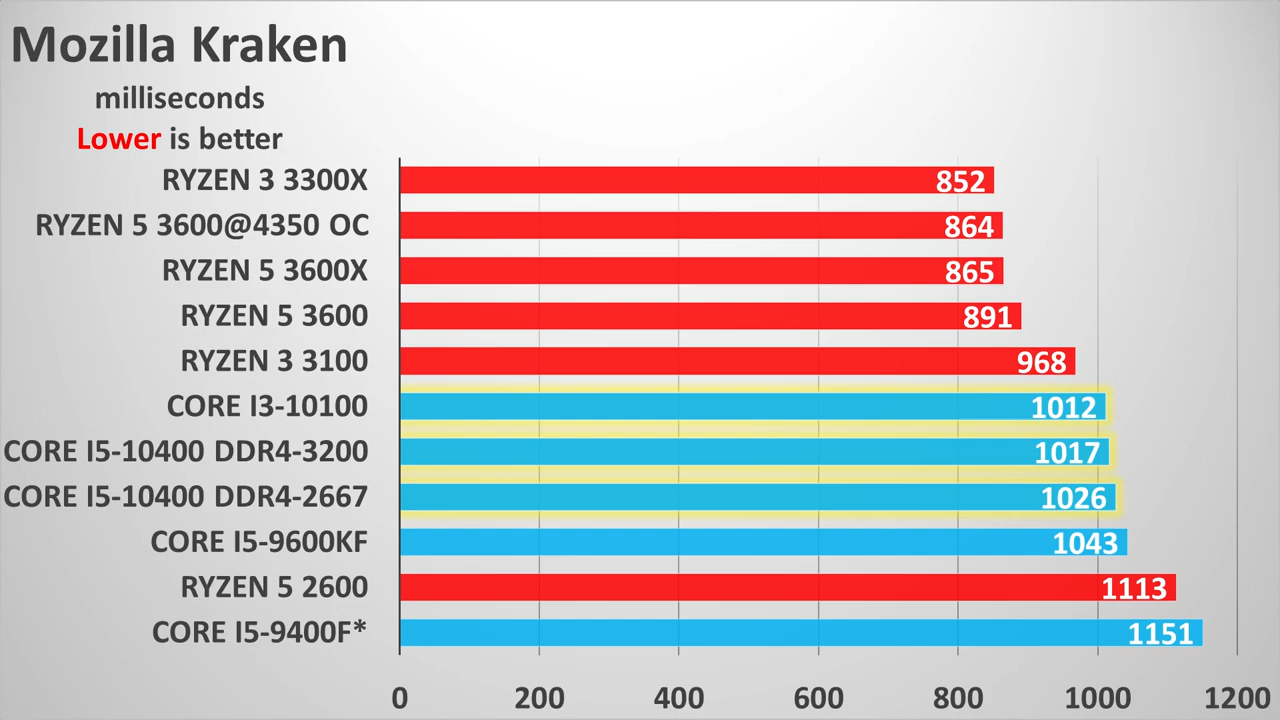 Mozilla Kraken
milliseconds
Lower is better
RYZEN 3 3300X 852
RYZEN 5 3600@4350 OC 864
RYZEN 5 3600X 865
RYZEN 5 3600 891
RYZEN 3 3100 968
CORE I3-10100 1012
CORE I5-10400 DDR4-3200 1017
CORE I5-10400 DDR4-2667 1026
CORE I5-9600KF 1043
RYZEN 5 2600 1113
CORE I5-9400F* 1151
0 200 400 600 800 1000 1200